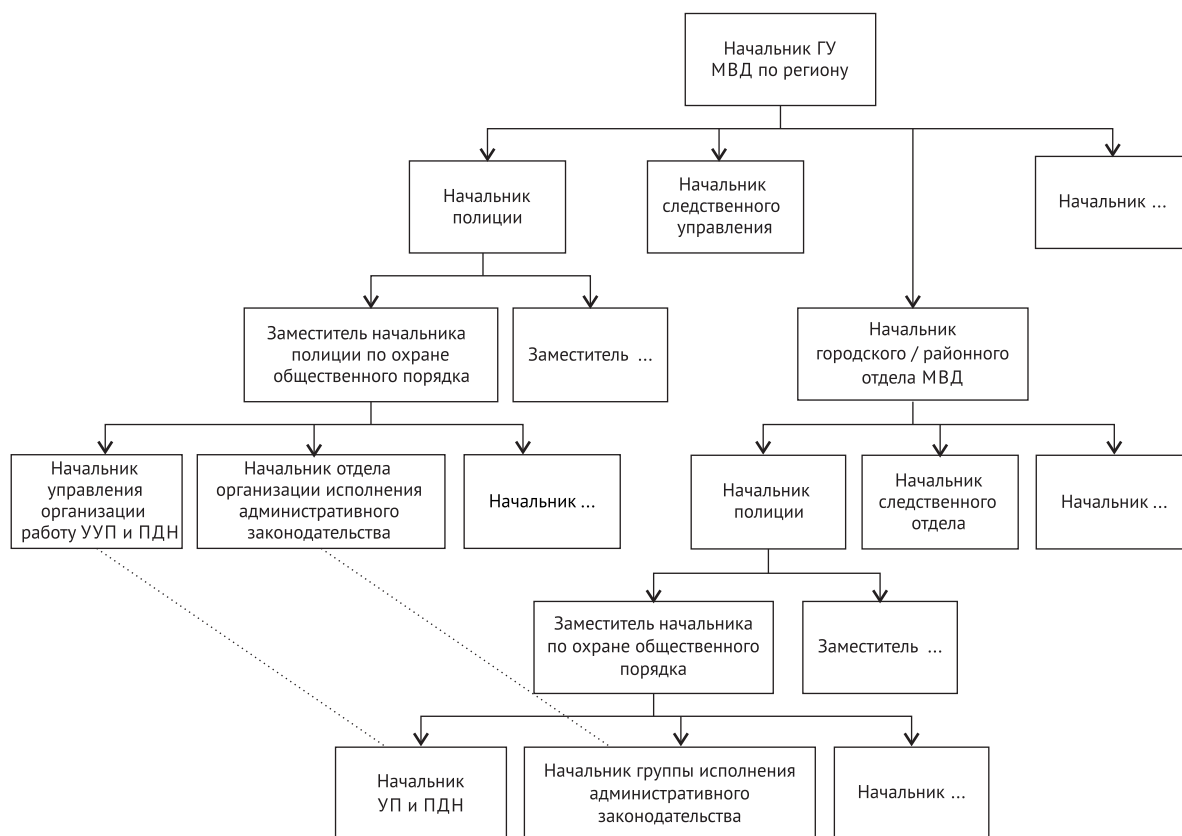 Начальник ГУ
МВД по региону
Начальник
полиции
Начальник
следственного
управления
Начальник ...
Заместитель начальника
полиции по охране
общественного порядка
Заместитель ...
Начальник
городского / районного
отдела МВД
Начальник
управления
организации
работу УУП и ПДН
Начальник отдела
организации исполнения
административного
законодательства
Начальник ...
Начальник
полиции
Начальник
следственного
отдела
Начальник ...
Заместитель начальника
по охране общественного
порядка
Заместитель ...
Начальник
УП и ПДН
Начальник группы исполнения
административного
законодательства
Начальник ...